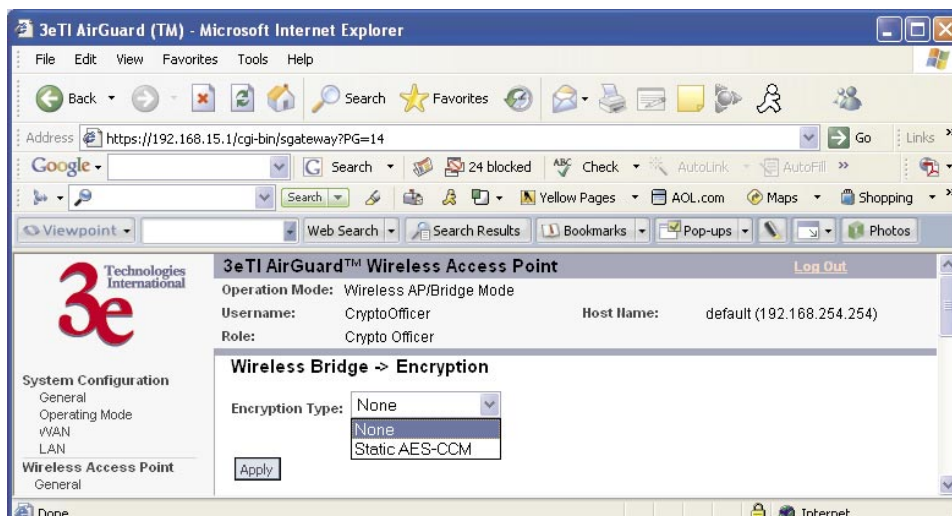 3eTI AirGuard (TM) - Microsoft Internet Explorer
File Edit View Favorites Tools Help
Back Search Favorites
Address https://192.168.15.1/cgi-bin/sgateway?PG=14 Go Links »
Google G Search 24 blocked ABC Check AutoLink AutoFill »
Search Yellow Pages AOL.com Maps Shopping »
Viewpoint Web Search Search Results Bookmarks Pop-ups Photos
3e Technologies International
3eTI AirGuard™ Wireless Access Point Log Out
Operation Mode: Wireless AP/Bridge Mode
Username: CryptoOfficer Host Name: default (192.168.254.254)
Role: Crypto Officer
System Configuration
General
Operating Mode
WAN
LAN
Wireless Access Point
General
Wireless Bridge -> Encryption
Encryption Type: None
None
Static AES-CCM
Apply
Done Internet